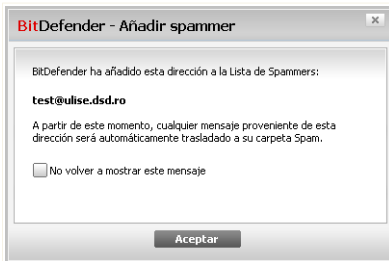 BitDefender - Añadir spammer
BitDefender ha añadido esta dirección a la Lista de Spammers:
test@ulise.dsd.ro
A partir de este momento, cualquier mensaje proveniente de esta
dirección será automáticamente trasladado a su carpeta Spam.
No volver a mostrar este mensaje
Aceptar